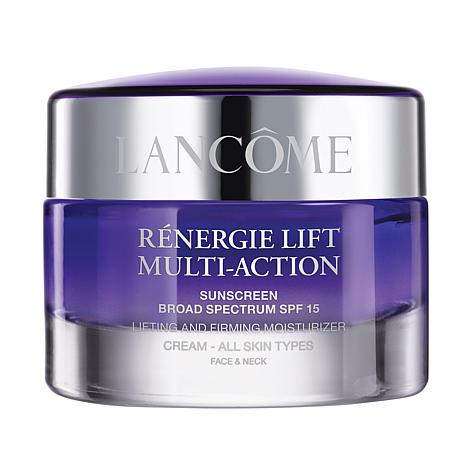 LANCÔME
RÉNERGIE LIFT
MULTI-ACTION
SUNSCREEN
BROAD SPECTRUM SPF 15
LIFTING AND FIRMING MOISTURIZER
CREAM - ALL SKIN TYPES
FACE & NECK